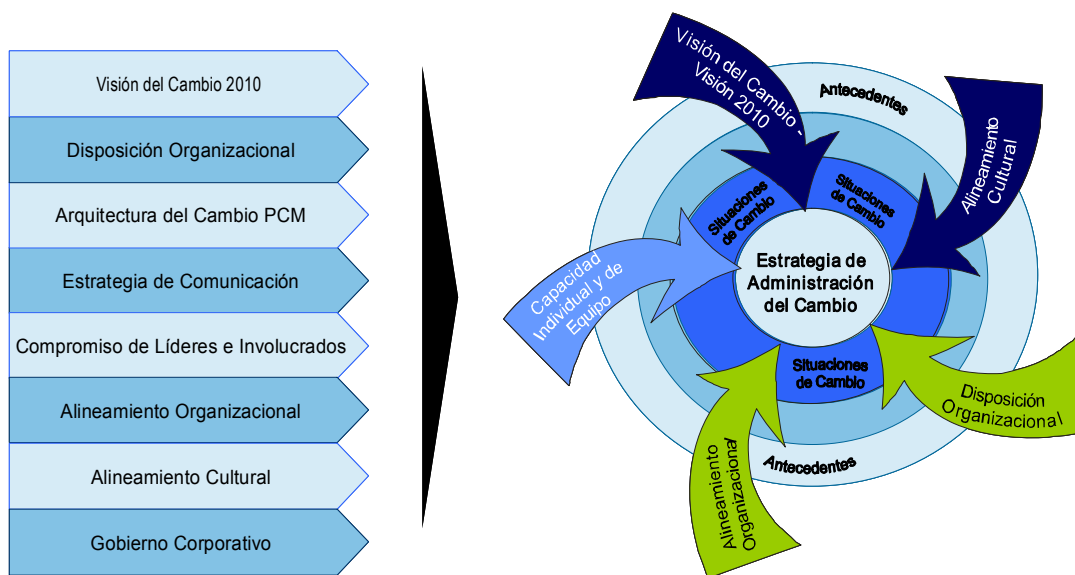 Visión del Cambio 2010
Disposición Organizacional
Arquitectura del Cambio PCM
Estrategia de Comunicación
Compromiso de Líderes e Involucrados
Alineamiento Organizacional
Alineamiento Cultural
Gobierno Corporativo
Visión del Cambio -
Visión 2010
Antecedentes
Alineamiento
Cultural
Situaciones
de Cambio
Situaciones
de Cambio
Capacidad
Individual y de
Equipo
Estrategia de
Administración
del Cambio
Situaciones
de Cambio
Disposición
Organizacional
Alineamiento
Organizacional
Antecedentes